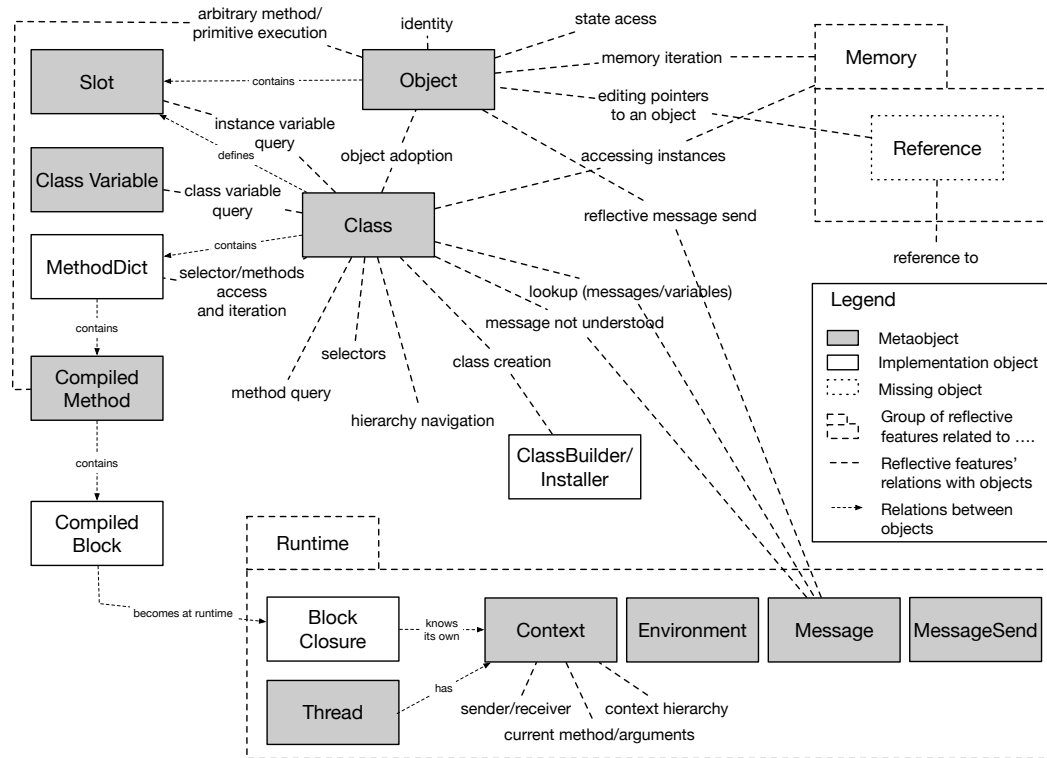 arbitrary method/
primitive execution
identity
state acess
memory iteration
Memory
Slot
contains
Object
editing pointers
to an object
Reference
instance variable
query
defines
object adoption
accessing instances
Class Variable
class variable
query
Class
reflective message send
contains
MethodDict
selector/methods
access
and iteration
reference to
lookup (messages/variables)
message not understood
contains
selectors
class creation
Compiled
Method
method query
hierarchy navigation
contains
ClassBuilder/
Installer
Compiled
Block
Legend
Metaobject
Implementation object
Missing object
Group of reflective
features related to ….
Reflective features’
relations with objects
Relations between
objects
Runtime
becomes at runtime
Block
Closure
knows
its own
Context
Environment
Message
MessageSend
Thread
has
sender/receiver
context hierarchy
current method/arguments